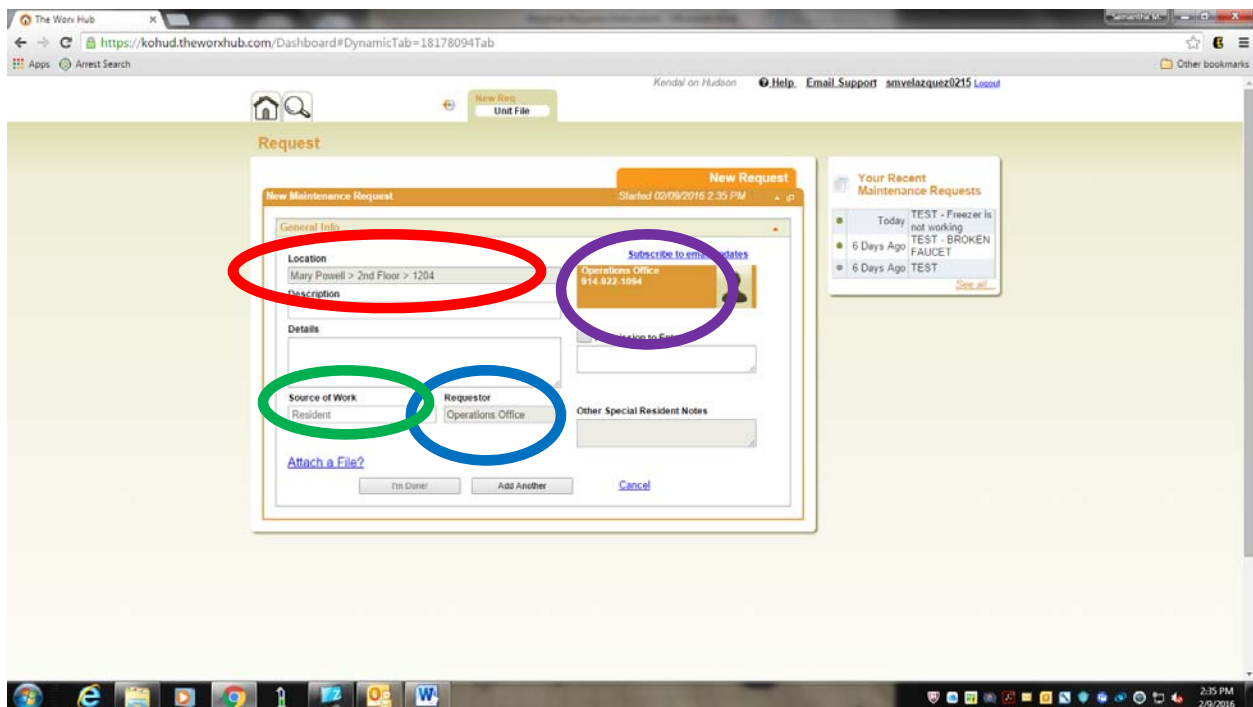 The Worx Hub
Samantha M.
https://kohud.theworxhub.com/Dashboard#DynamicTab=18178094Tab
Apps Arrest Search
Other bookmarks
Kendal on Hudson Help Email Support smvelazquez0215 Logout
New Req
Unit File
Request
New Request
New Maintenance Request Started 02/09/2016 2:35 PM
General Info
Location
Subscribe to email updates
Mary Powell > 2nd Floor > 1204
Operations Office
914-922-1094
Description
Details
Permission to Enter
Source of Work Requestor
Resident Operations Office
Other Special Resident Notes
Attach a File?
I'm Done! Add Another Cancel
Your Recent
Maintenance Requests
Today TEST - Freezer is
not working
6 Days Ago TEST - BROKEN
FAUCET
6 Days Ago TEST
See all...
2:35 PM
2/9/2016